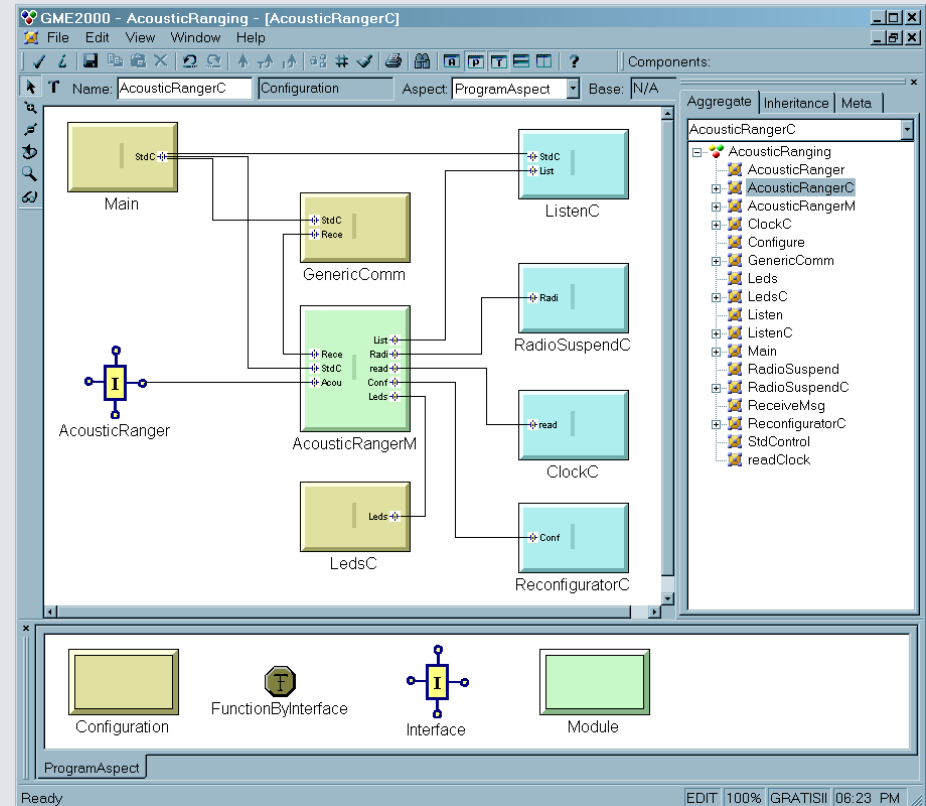 GME2000 - AcousticRanging - [AcousticRangerC]
File Edit View Window Help
Components:
Name: AcousticRangerC Configuration Aspect: ProgramAspect Base: N/A
Aggregate Inheritance Meta
AcousticRangerC
AcousticRanging
AcousticRanger
AcousticRangerC
AcousticRangerM
ClockC
Configure
GenericComm
Leds
LedsC
Listen
ListenC
Main
RadioSuspend
RadioSuspendC
ReceiveMsg
ReconfiguratorC
StdControl
readClock
StdC
Main
StdC
List
ListenC
StdC
Rece
GenericComm
Radi
RadioSuspendC
List
Rece Radi
StdC read
Acou Conf
Leds
AcousticRangerM
I
AcousticRanger
read
ClockC
Leds
LedsC
Conf
ReconfiguratorC
Configuration
FunctionByInterface
I
Interface
Module
ProgramAspect
Ready EDIT 100% GRATISII 06:23 PM